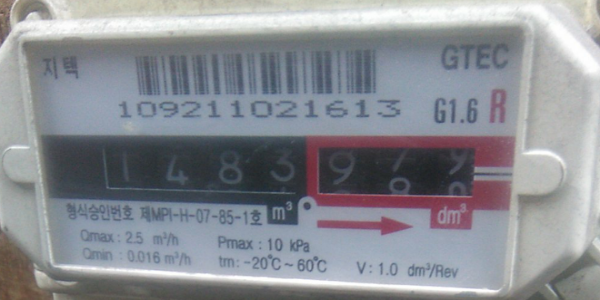 지텍
GTEC
109211021613
G1.6 R
1483 979
형식승인번호 제MPI-H-07-85-1호 m³
dm³
Qmax : 2.5 m³/h
Pmax : 10 kPa
Qmin : 0.016 m³/h
tm: -20℃~60℃
V : 1.0 dm³/Rev